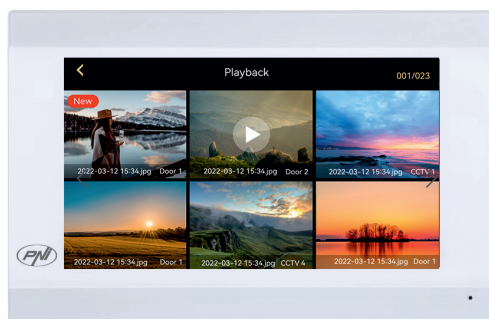 Playback
001/023
New
2022-03-12 15:34.jpg Door 1
2022-03-12 15:34.jpg Door 2
2022-03-12 15:34.jpg CCTV 1
2022-03-12 15:34.jpg Door 1
2022-03-12 15:34.jpg CCTV 4
2022-03-12 15:34.jpg Door 1
PNI